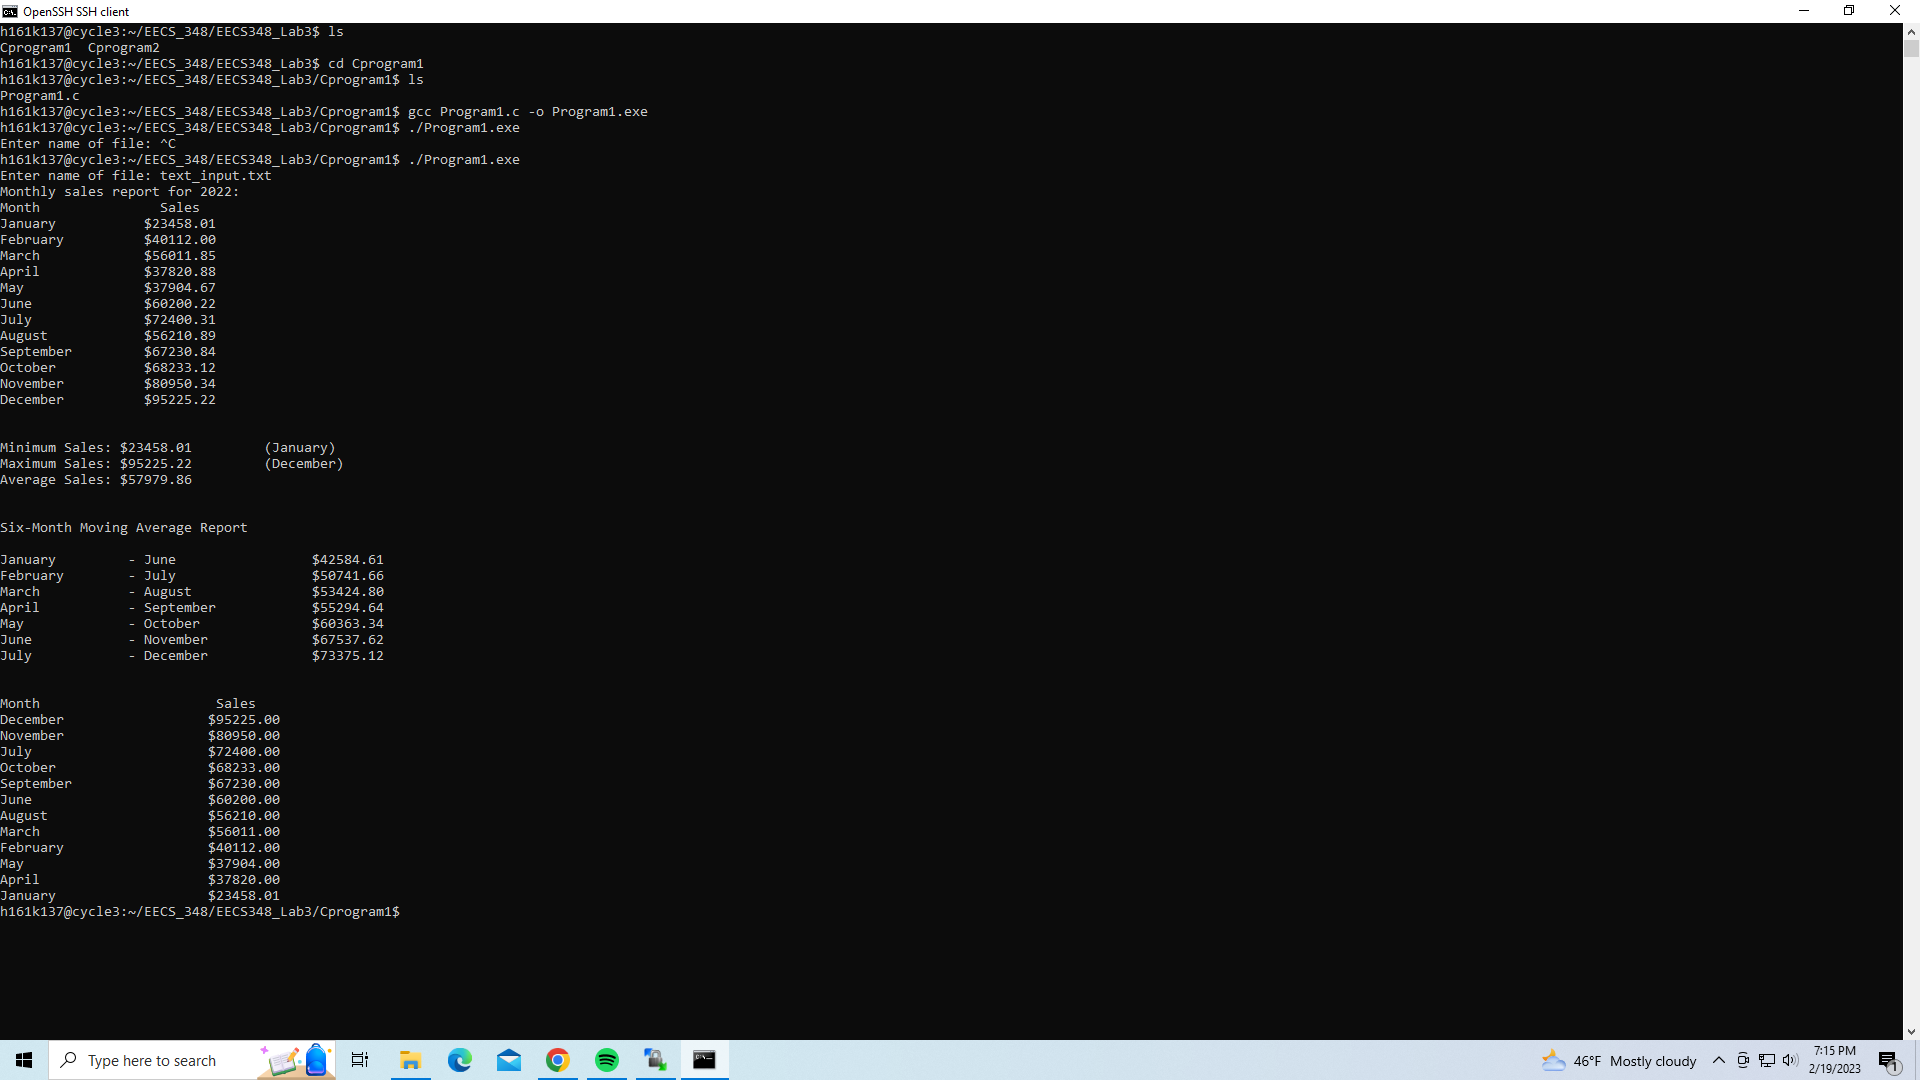 OpenSSH SSH client
h161k137@cycle3:~/EECS_348/EECS348_Lab3$ ls
Cprogram1  Cprogram2
h161k137@cycle3:~/EECS_348/EECS348_Lab3$ cd Cprogram1
h161k137@cycle3:~/EECS_348/EECS348_Lab3/Cprogram1$ ls
Program1.c
h161k137@cycle3:~/EECS_348/EECS348_Lab3/Cprogram1$ gcc Program1.c -o Program1.exe
h161k137@cycle3:~/EECS_348/EECS348_Lab3/Cprogram1$ ./Program1.exe
Enter name of file: ^C
h161k137@cycle3:~/EECS_348/EECS348_Lab3/Cprogram1$ ./Program1.exe
Enter name of file: text_input.txt
Monthly sales report for 2022:
Month               Sales
January           $23458.01
February          $40112.00
March             $56011.85
April             $37820.88
May               $37904.67
June              $60200.22
July              $72400.31
August            $56210.89
September         $67230.84
October           $68233.12
November          $80950.34
December          $95225.22
Minimum Sales: $23458.01         (January)
Maximum Sales: $95225.22         (December)
Average Sales: $57979.86
Six-Month Moving Average Report
January         - June                 $42584.61
February        - July                 $50741.66
March           - August               $53424.80
April           - September            $55294.64
May             - October              $60363.34
June            - November             $67537.62
July            - December             $73375.12
Month                      Sales
December                  $95225.00
November                  $80950.00
July                      $72400.00
October                   $68233.00
September                 $67230.00
June                      $60200.00
August                    $56210.00
March                     $56011.00
February                  $40112.00
May                       $37904.00
April                     $37820.00
January                   $23458.01
h161k137@cycle3:~/EECS_348/EECS348_Lab3/Cprogram1$
Type here to search
46°F  Mostly cloudy
7:15 PM
2/19/2023
1